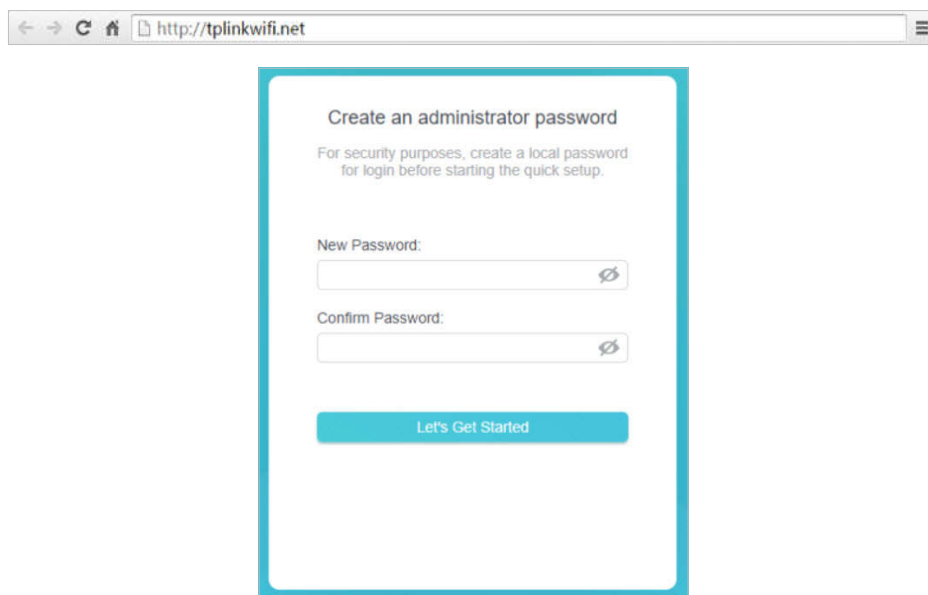 http://tplinkwifi.net
Create an administrator password
For security purposes, create a local password
for login before starting the quick setup.
New Password:
Confirm Password:
Let's Get Started